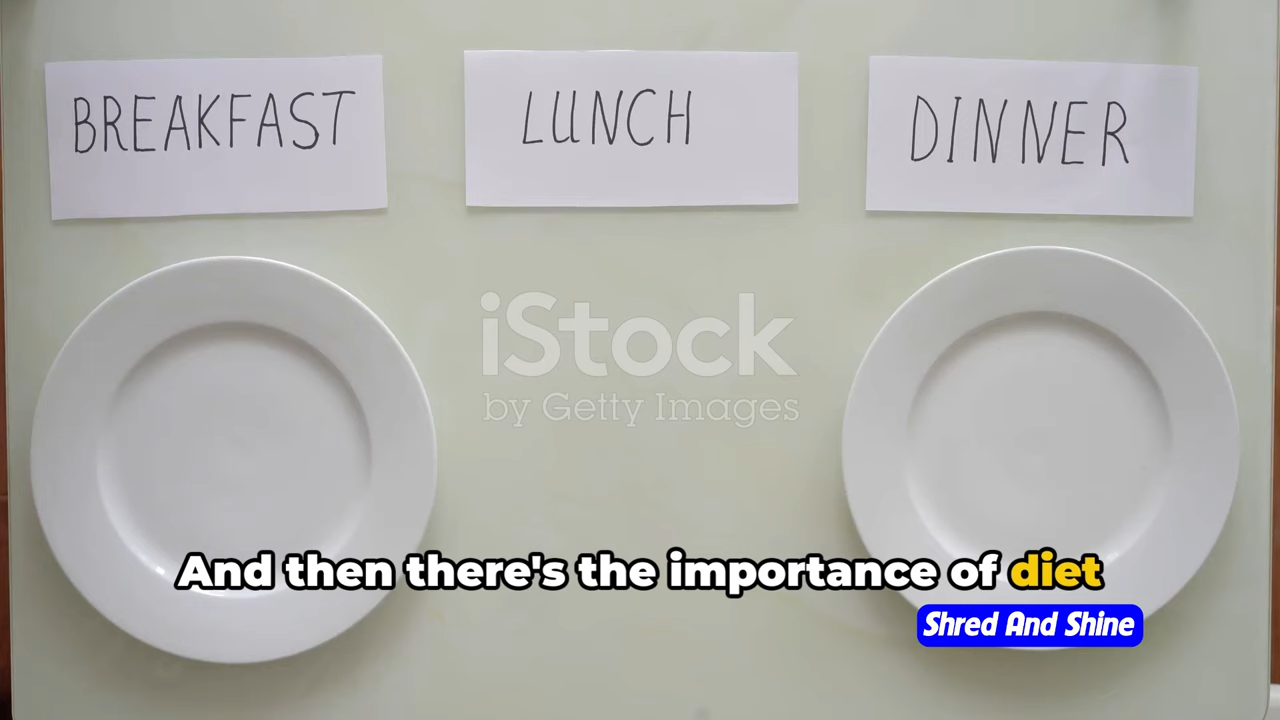 BREAKFAST
LUNCH
DINNER
iStock
by Getty Images
And then there's the importance of diet
Shred And Shine